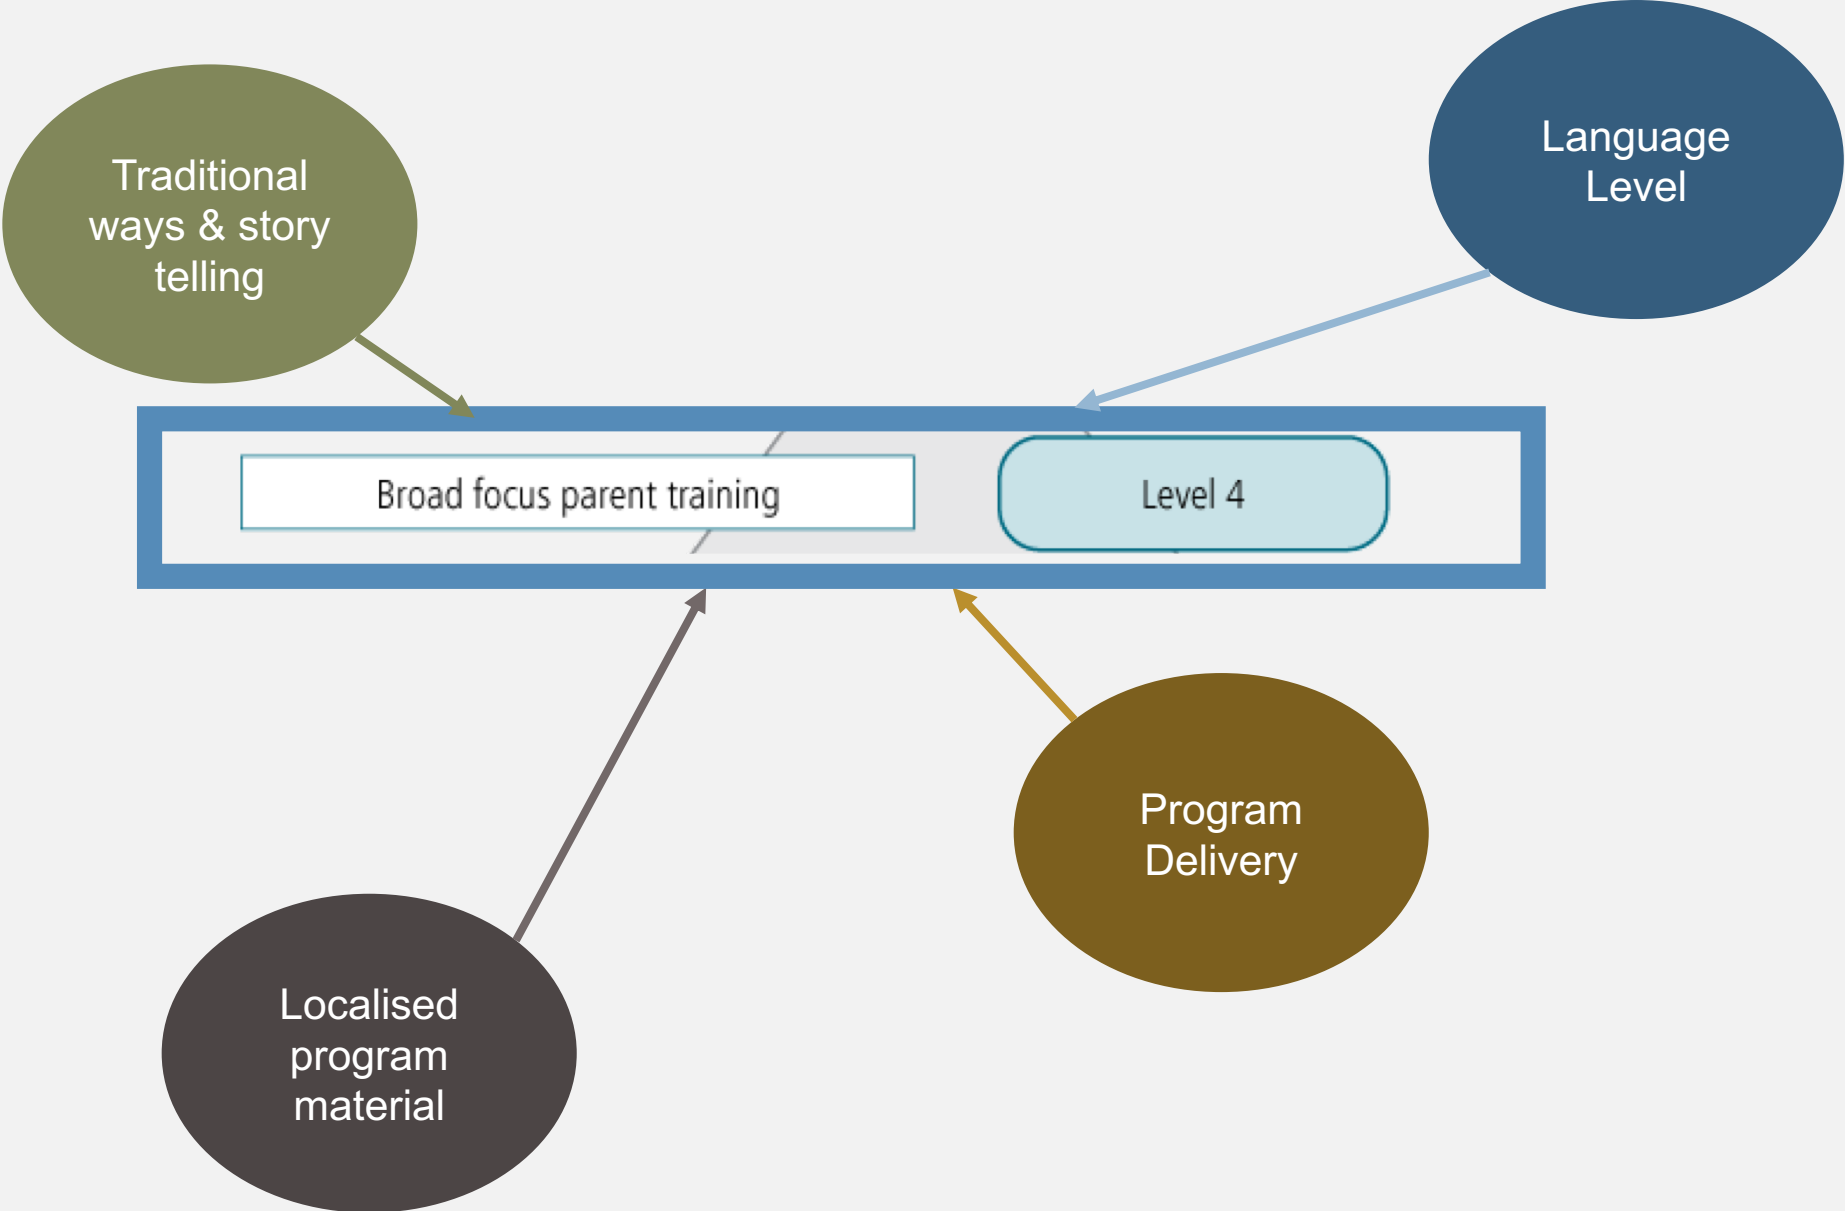 Traditional
ways & story
telling
Language
Level
Broad focus parent training
Level 4
Program
Delivery
Localised
program
material